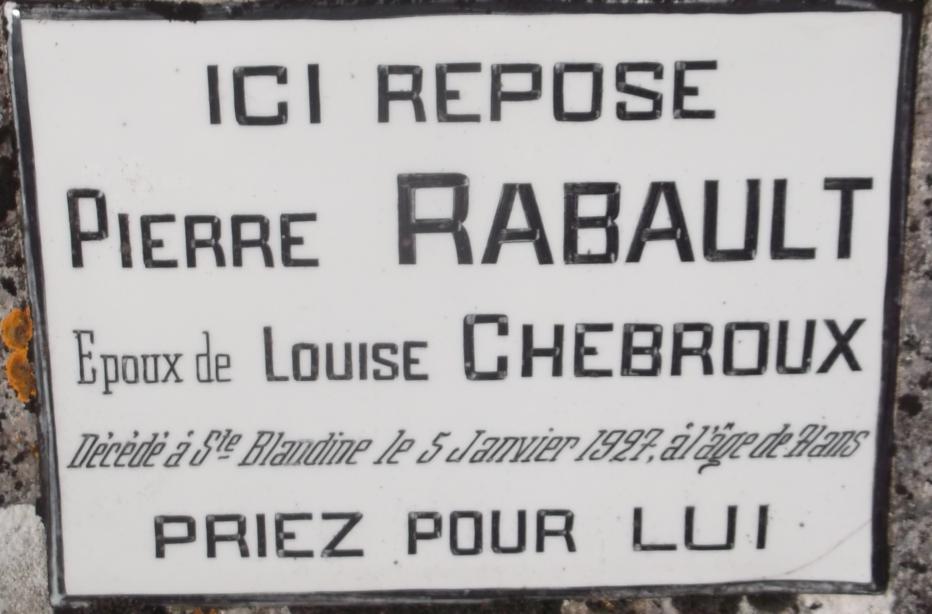 ICI REPOSE
PIERRE RABAULT
Epoux de LOUISE CHEBROUX
Décédé à Ste Blandine le 5 Janvier 1927, à l'âge de 71 ans
PRIEZ POUR LUI